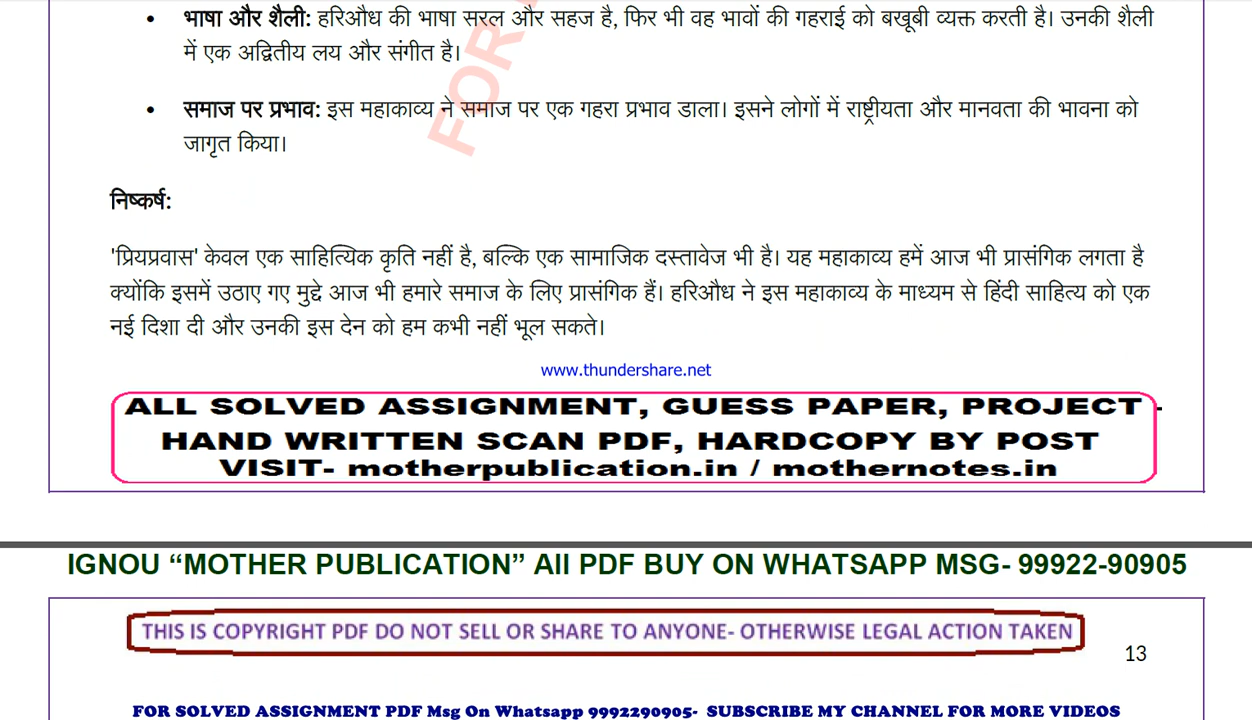 • भाषा और शैली: हरिऔध की भाषा सरल और सहज है, फिर भी वह भावों की गहराई को बखूबी व्यक्त करती है। उनकी शैली
में एक अद्वितीय लय और संगीत है।
• समाज पर प्रभाव: इस महाकाव्य ने समाज पर एक गहरा प्रभाव डाला। इसने लोगों में राष्ट्रीयता और मानवता की भावना को
जागृत किया।
FOR
निष्कर्ष:
'प्रियप्रवास' केवल एक साहित्यिक कृति नहीं है, बल्कि एक सामाजिक दस्तावेज भी है। यह महाकाव्य हमें आज भी प्रासंगिक लगता है
क्योंकि इसमें उठाए गए मुद्दे आज भी हमारे समाज के लिए प्रासंगिक हैं। हरिऔध ने इस महाकाव्य के माध्यम से हिंदी साहित्य को एक
नई दिशा दी और उनकी इस देन को हम कभी नहीं भूल सकते।
www.thundershare.net
ALL SOLVED ASSIGNMENT, GUESS PAPER, PROJECT -
HAND WRITTEN SCAN PDF, HARDCOPY BY POST
VISIT- motherpublication.in / mothernotes.in
IGNOU “MOTHER PUBLICATION” All PDF BUY ON WHATSAPP MSG- 99922-90905
THIS IS COPYRIGHT PDF DO NOT SELL OR SHARE TO ANYONE- OTHERWISE LEGAL ACTION TAKEN
13
FOR SOLVED ASSIGNMENT PDF Msg On Whatsapp 9992290905- SUBSCRIBE MY CHANNEL FOR MORE VIDEOS